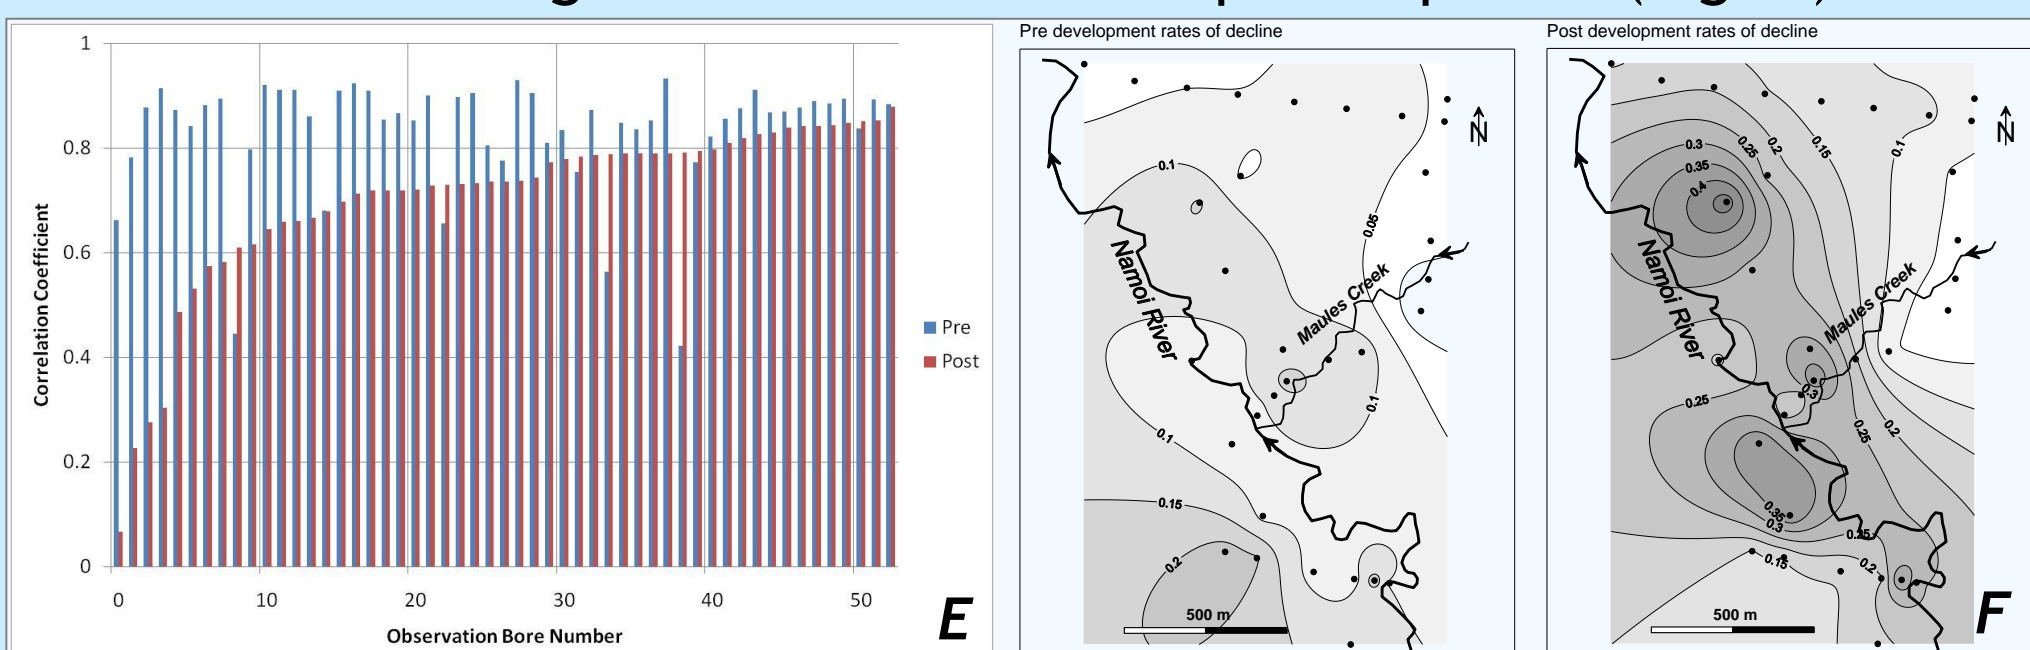 Pre development rates of decline
Post development rates of decline
1
0.8
0.6
0.4
0.2
0
Correlation Coefficient
0 10 20 30 40 50
Observation Bore Number
Pre
Post
E
N
0.1
0.05
Namoi River
Maules Creek
0.1
0.1
0.15
0.2
500 m
N
0.3
0.25
0.2
0.15
0.1
0.35
0.4
Namoi River
Maules Creek
0.3
0.25
0.25
0.2
0.35
0.3
0.25
0.15
0.2
500 m
F